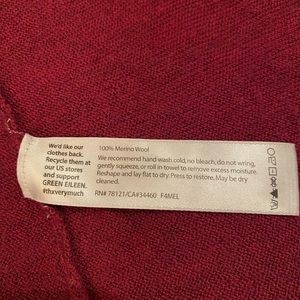 We'd like our
clothes back.
Recycle them at
our US stores
and support
GREEN EILEEN.
#thxverymuch
100% Merino Wool
We recommend hand wash cold, no bleach, do not wring,
gently squeeze, or roll in towel to remove excess moisture.
Reshape and lay flat to dry. Press to restore. May be dry
cleaned.
RN# 78121/CA#34460 F4MEL